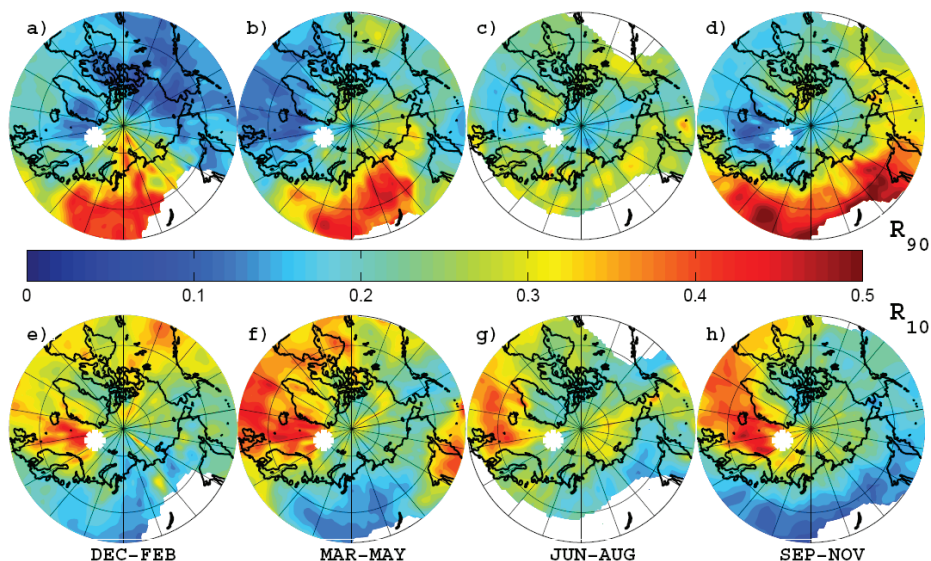 a) b) c) d)
R90
0 0.1 0.2 0.3 0.4 0.5
R10
e) f) g) h)
DEC-FEB MAR-MAY JUN-AUG SEP-NOV